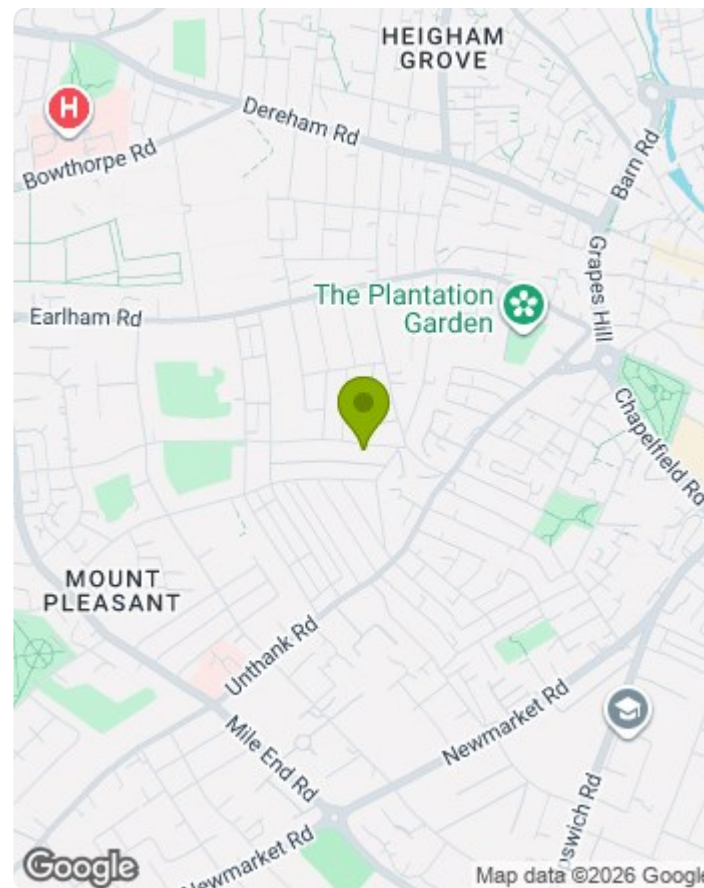 HEIGHAM
GROVE
H
Dereham Rd
Bowthorpe Rd
Barn Rd
Grapes Hill
The Plantation
Garden
Earlham Rd
Chapelfield Rd
MOUNT
PLEASANT
Unthank Rd
Mile End Rd
Newmarket Rd
Newmarket Rd
pswich Rd
Google
Map data ©2026 Google